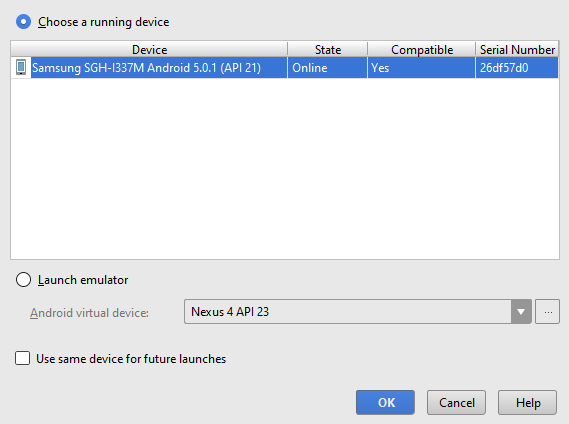 Choose a running device
Device State Compatible Serial Number
Samsung SGH-I337M Android 5.0.1 (API 21) Online Yes 26df57d0
Launch emulator
Android virtual device: Nexus 4 API 23 ...
Use same device for future launches
OK Cancel Help